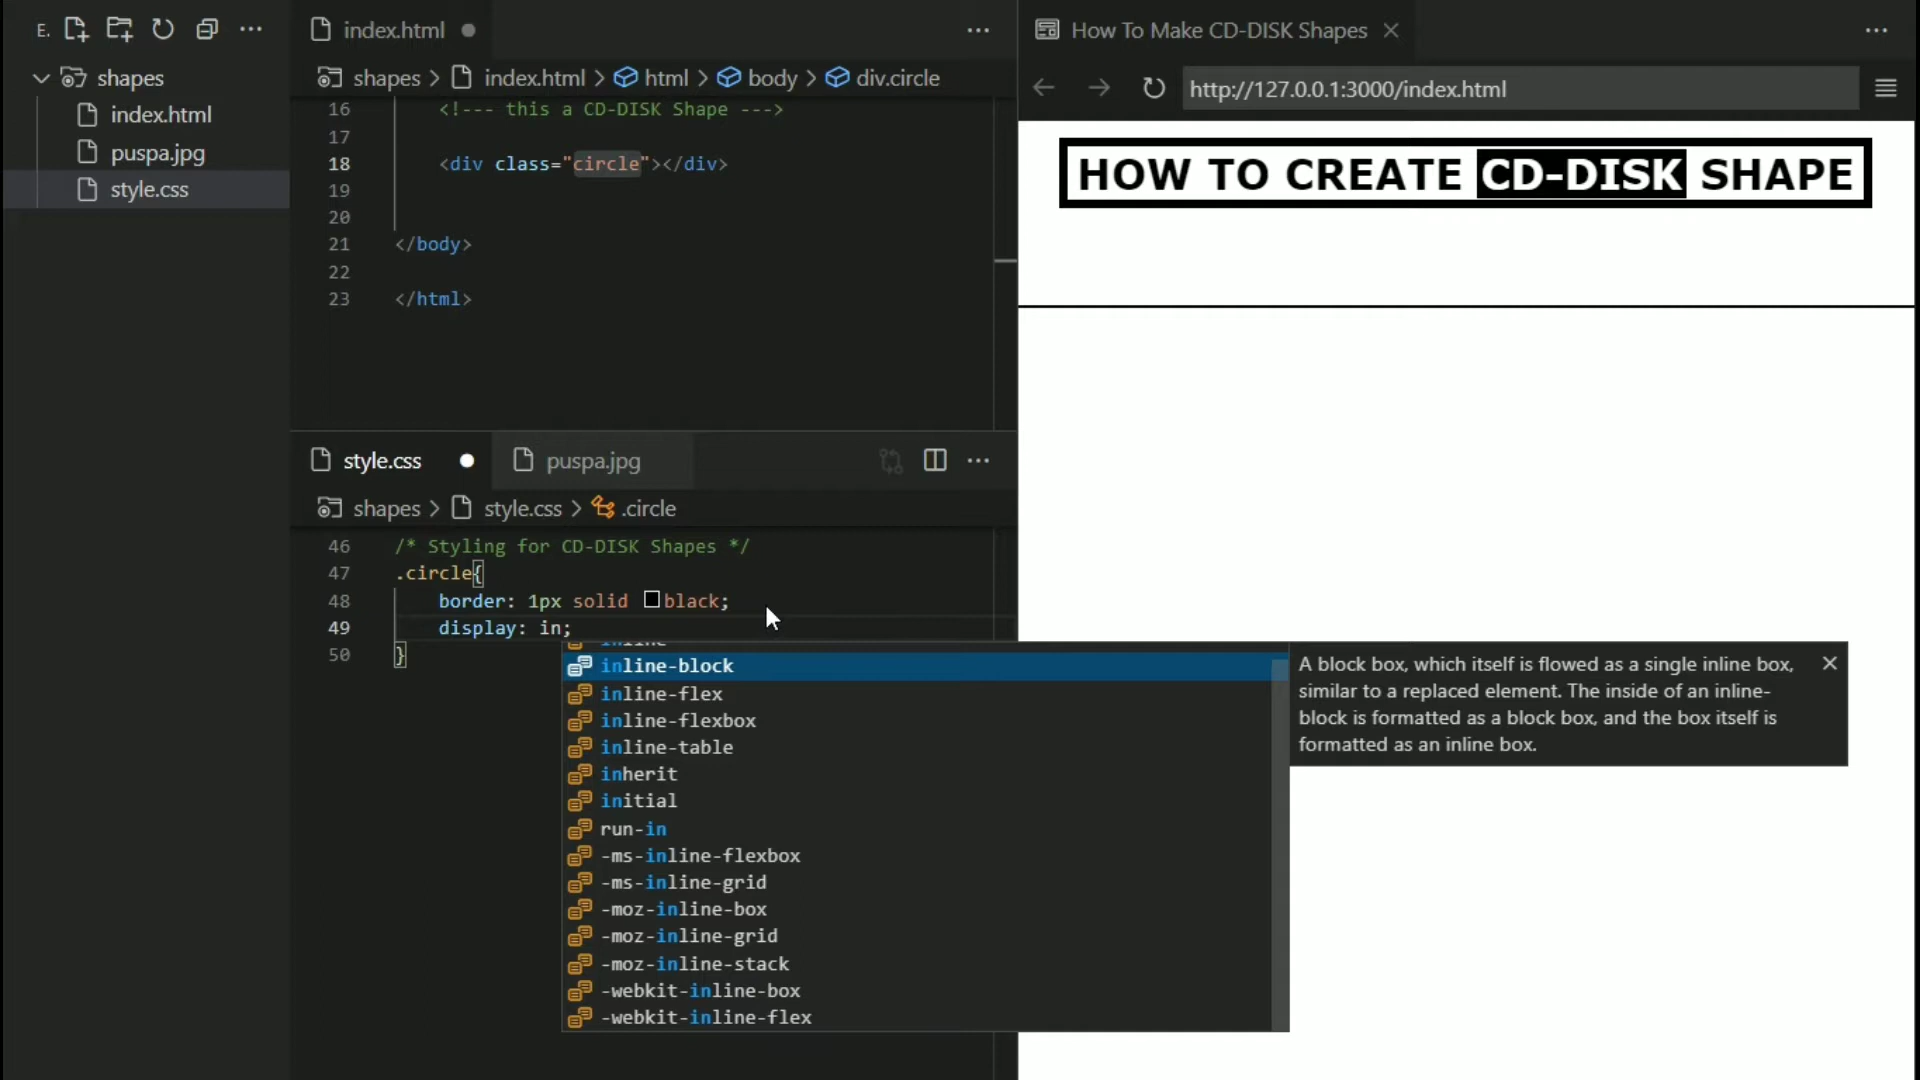 E.
shapes
index.html
puspa.jpg
style.css
index.html
shapes > index.html > html > body > div.circle
16 <!--- this a CD-DISK Shape --->
17
18 <div class="circle"></div>
19
20
21 </body>
22
23 </html>
style.css
puspa.jpg
shapes > style.css > .circle
46 /* Styling for CD-DISK Shapes */
47 .circle{
48 border: 1px solid black;
49 display: in;
50 }
inline
inline-block
inline-flex
inline-flexbox
inline-table
inherit
initial
run-in
-ms-inline-flexbox
-ms-inline-grid
-moz-inline-box
-moz-inline-grid
-moz-inline-stack
-webkit-inline-box
-webkit-inline-flex
A block box, which itself is flowed as a single inline box,
similar to a replaced element. The inside of an inline-
block is formatted as a block box, and the box itself is
formatted as an inline box.
How To Make CD-DISK Shapes
http://127.0.0.1:3000/index.html
HOW TO CREATE CD-DISK SHAPE